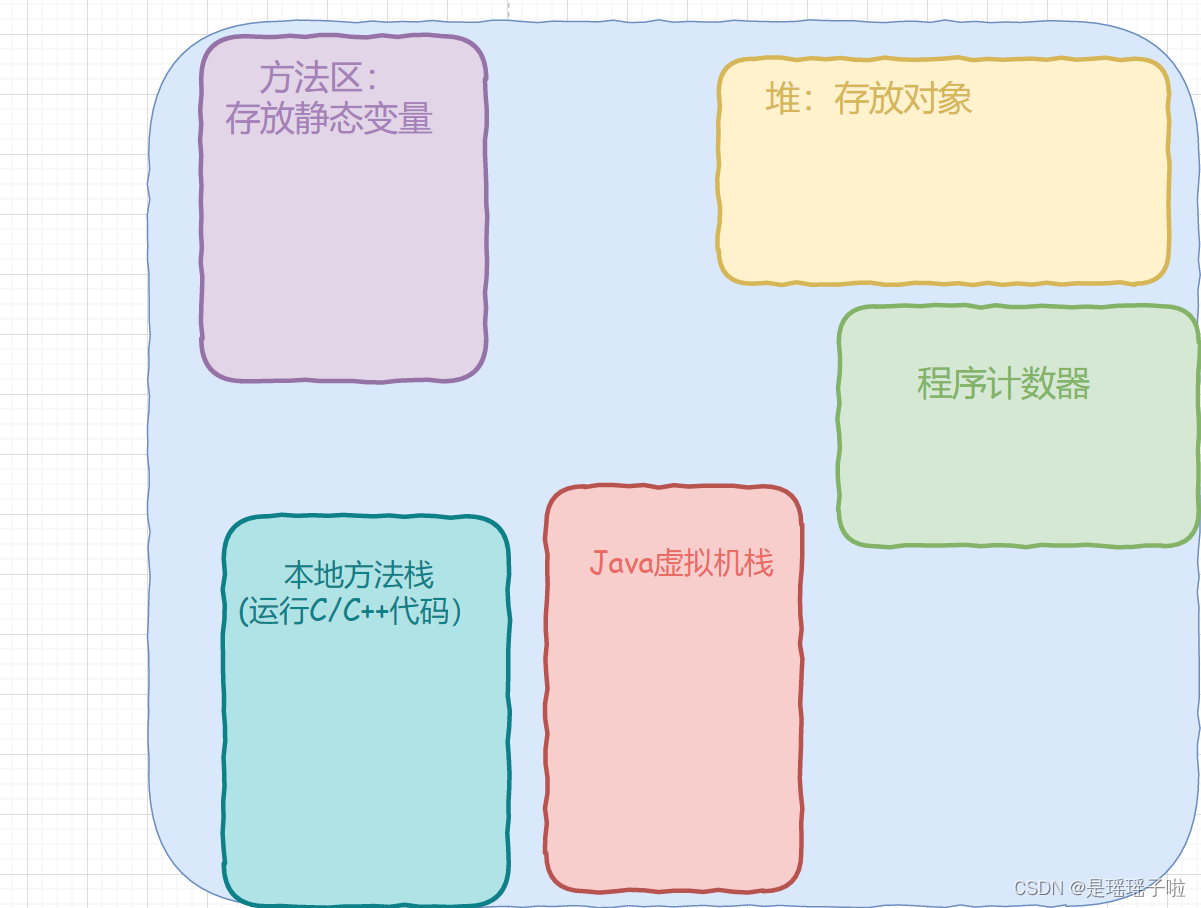 方法区：
存放静态变量
堆：存放对象
程序计数器
本地方法栈
(运行C/C++代码）
Java虚拟机栈
CSDN @是瑶瑶子啦